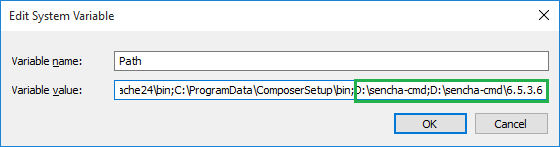 Edit System Variable
Variable name: Path
Variable value: ache24\bin;C:\ProgramData\ComposerSetup\bin;D:\sencha-cmd;D:\sencha-cmd\6.5.3.6
OK Cancel